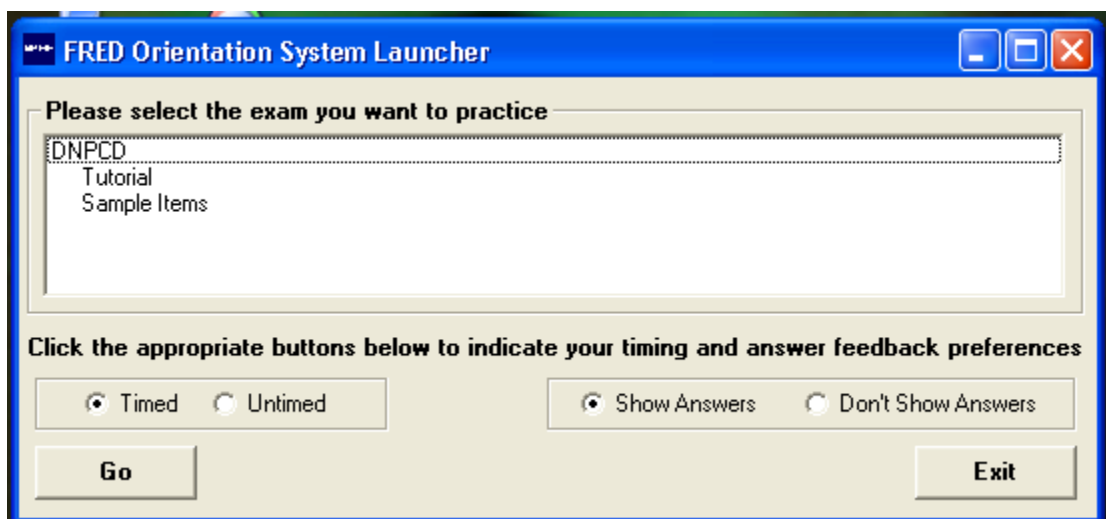 FRED Orientation System Launcher
Please select the exam you want to practice
DNPCD
Tutorial
Sample Items
Click the appropriate buttons below to indicate your timing and answer feedback preferences
Timed Untimed Show Answers Don't Show Answers
Go Exit